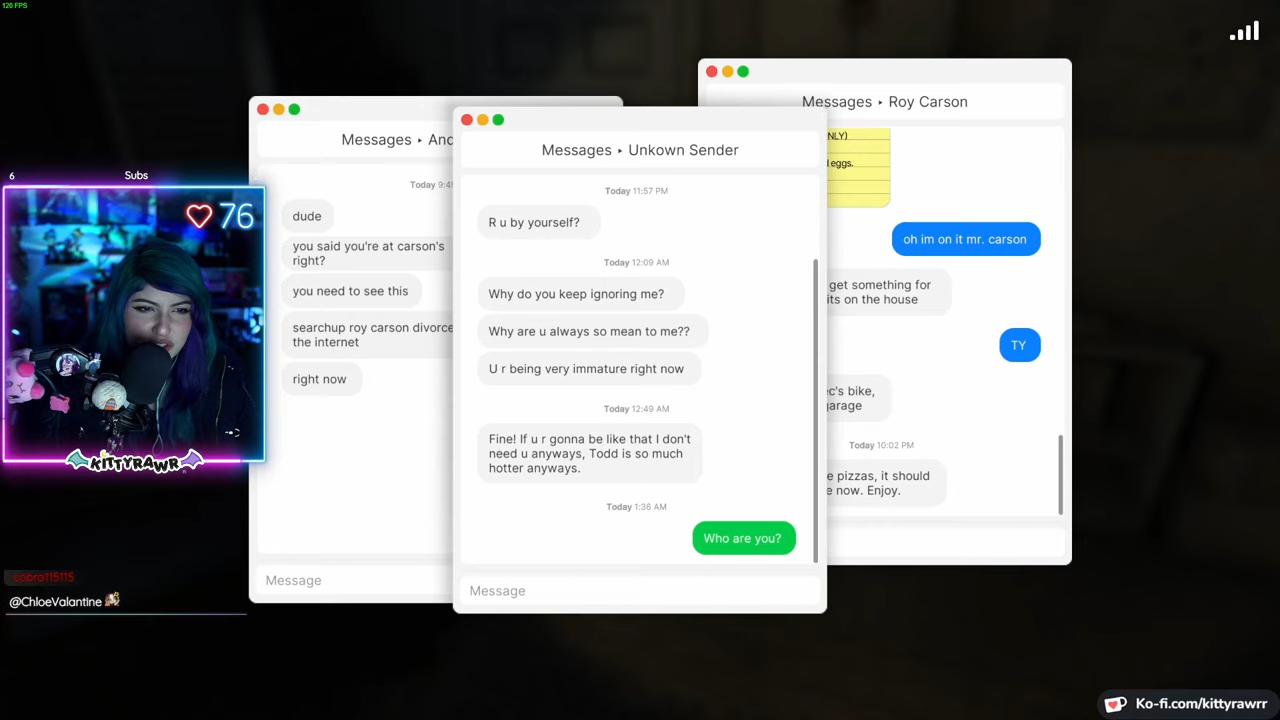 120 FPS
6
Subs
76
KITTYRAWR
cobra115115
@ChloeValantine
Messages ‣ And
Today 9:4
dude
you said you're at carson's
right?
you need to see this
searchup roy carson divorce
the internet
right now
Message
Messages ‣ Unkown Sender
Today 11:57 PM
R u by yourself?
Today 12:09 AM
Why do you keep ignoring me?
Why are u always so mean to me??
U r being very immature right now
Today 12:49 AM
Fine! If u r gonna be like that I don't
need u anyways, Todd is so much
hotter anyways.
Today 1:36 AM
Who are you?
Message
Messages ‣ Roy Carson
NLY)
eggs.
oh im on it mr. carson
get something for
its on the house
TY
ec's bike,
garage
Today 10:02 PM
e pizzas, it should
e now. Enjoy.
Ko-fi.com/kittyrawrr